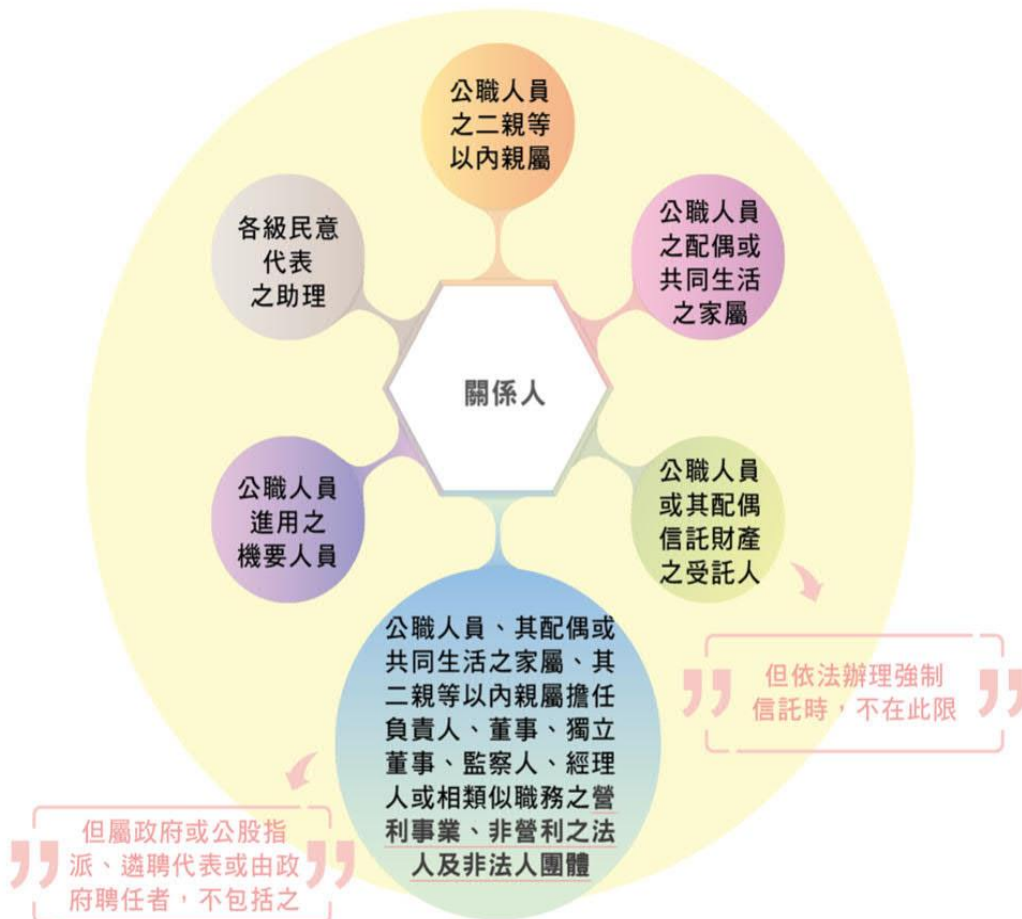 公職人員
之二親等
以內親屬
各級民意
代表
之助理
公職人員
之配偶或
共同生活
之家屬
關係人
公職人員
進用之
機要人員
公職人員
或其配偶
信託財產
之受託人
公職人員、其配偶或
共同生活之家屬、其
二親等以內親屬擔任
負責人、董事、獨立
董事、監察人、經理
人或相類似職務之營
利事業、非營利之法
人及非法人團體
但依法辦理強制
信託時，不在此限
但屬政府或公股指
派、遴聘代表或由政
府聘任者，不包括之